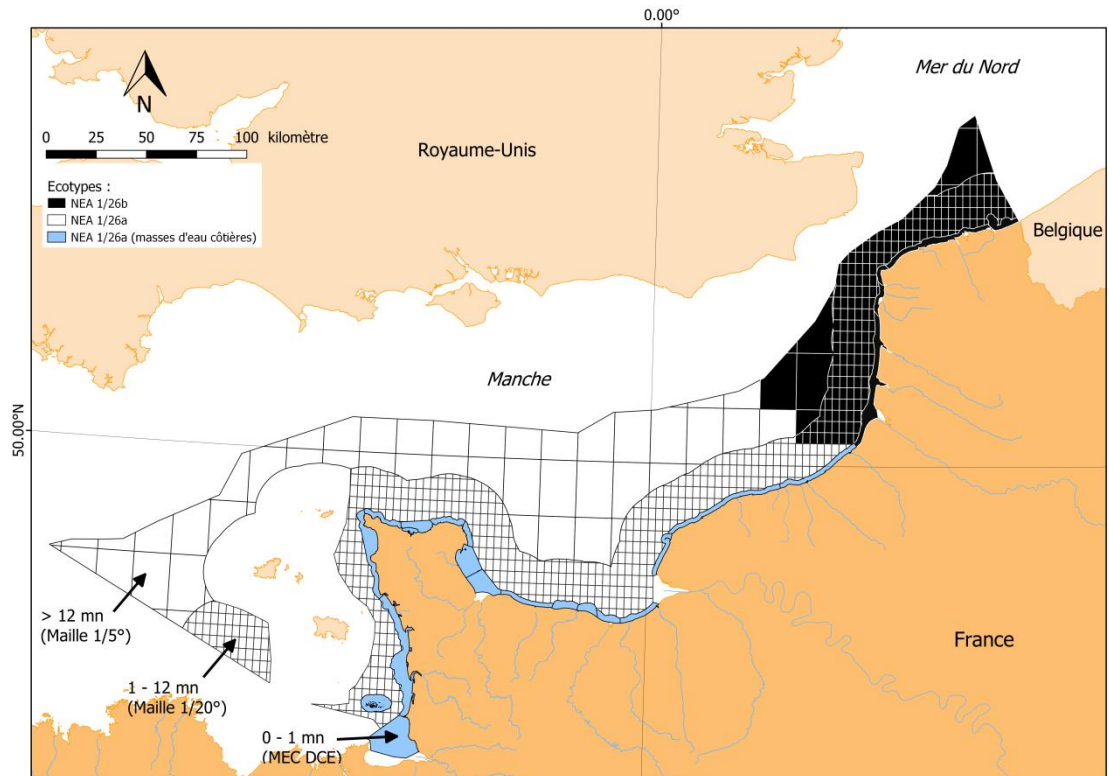 0.00°
Mer du Nord
N
0 25 50 75 100 kilomètre
Royaume-Unis
Ecotypes :
NEA 1/26b
NEA 1/26a
NEA 1/26a (masses d'eau côtières)
Belgique
Manche
50.00°N
> 12 mn
(Maille 1/5°)
France
1 - 12 mn
(Maille 1/20°)
0 - 1 mn
(MEC DCE)